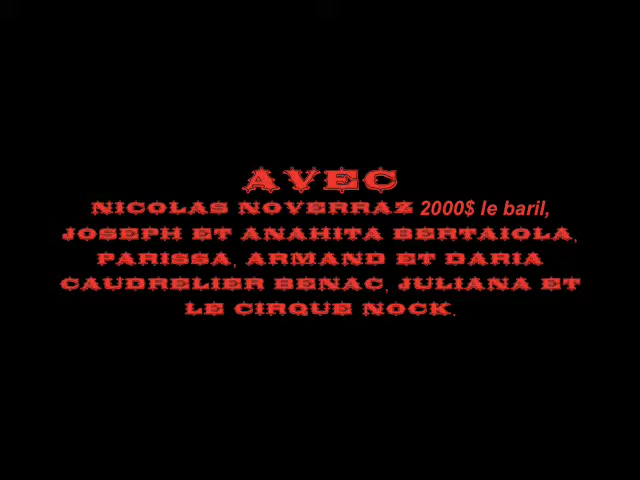 AVEC
NICOLAS NOVERRAZ 2000$ le baril,
JOSEPH ET ANAHITA BERTAIOLA,
PARISSA, ARMAND ET DARIA
CAUDRELIER BENAC, JULIANA ET
LE CIRQUE NOCK.